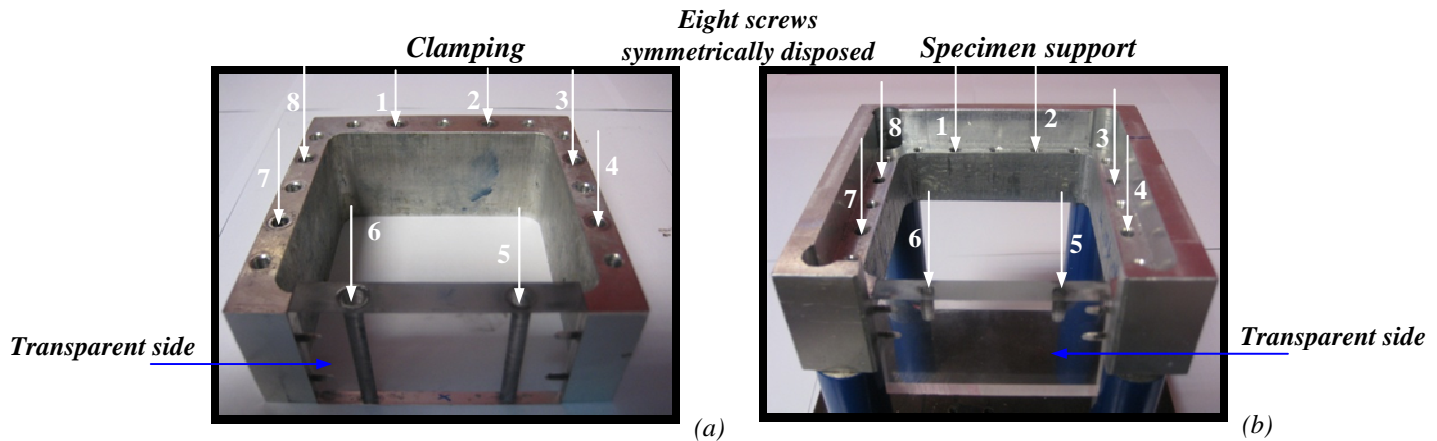 Eight screws
symmetrically disposed
Clamping
Specimen support
8
1
2
3
7
4
6
5
Transparent side
(a)
8
1
2
3
7
4
6
5
Transparent side
(b)